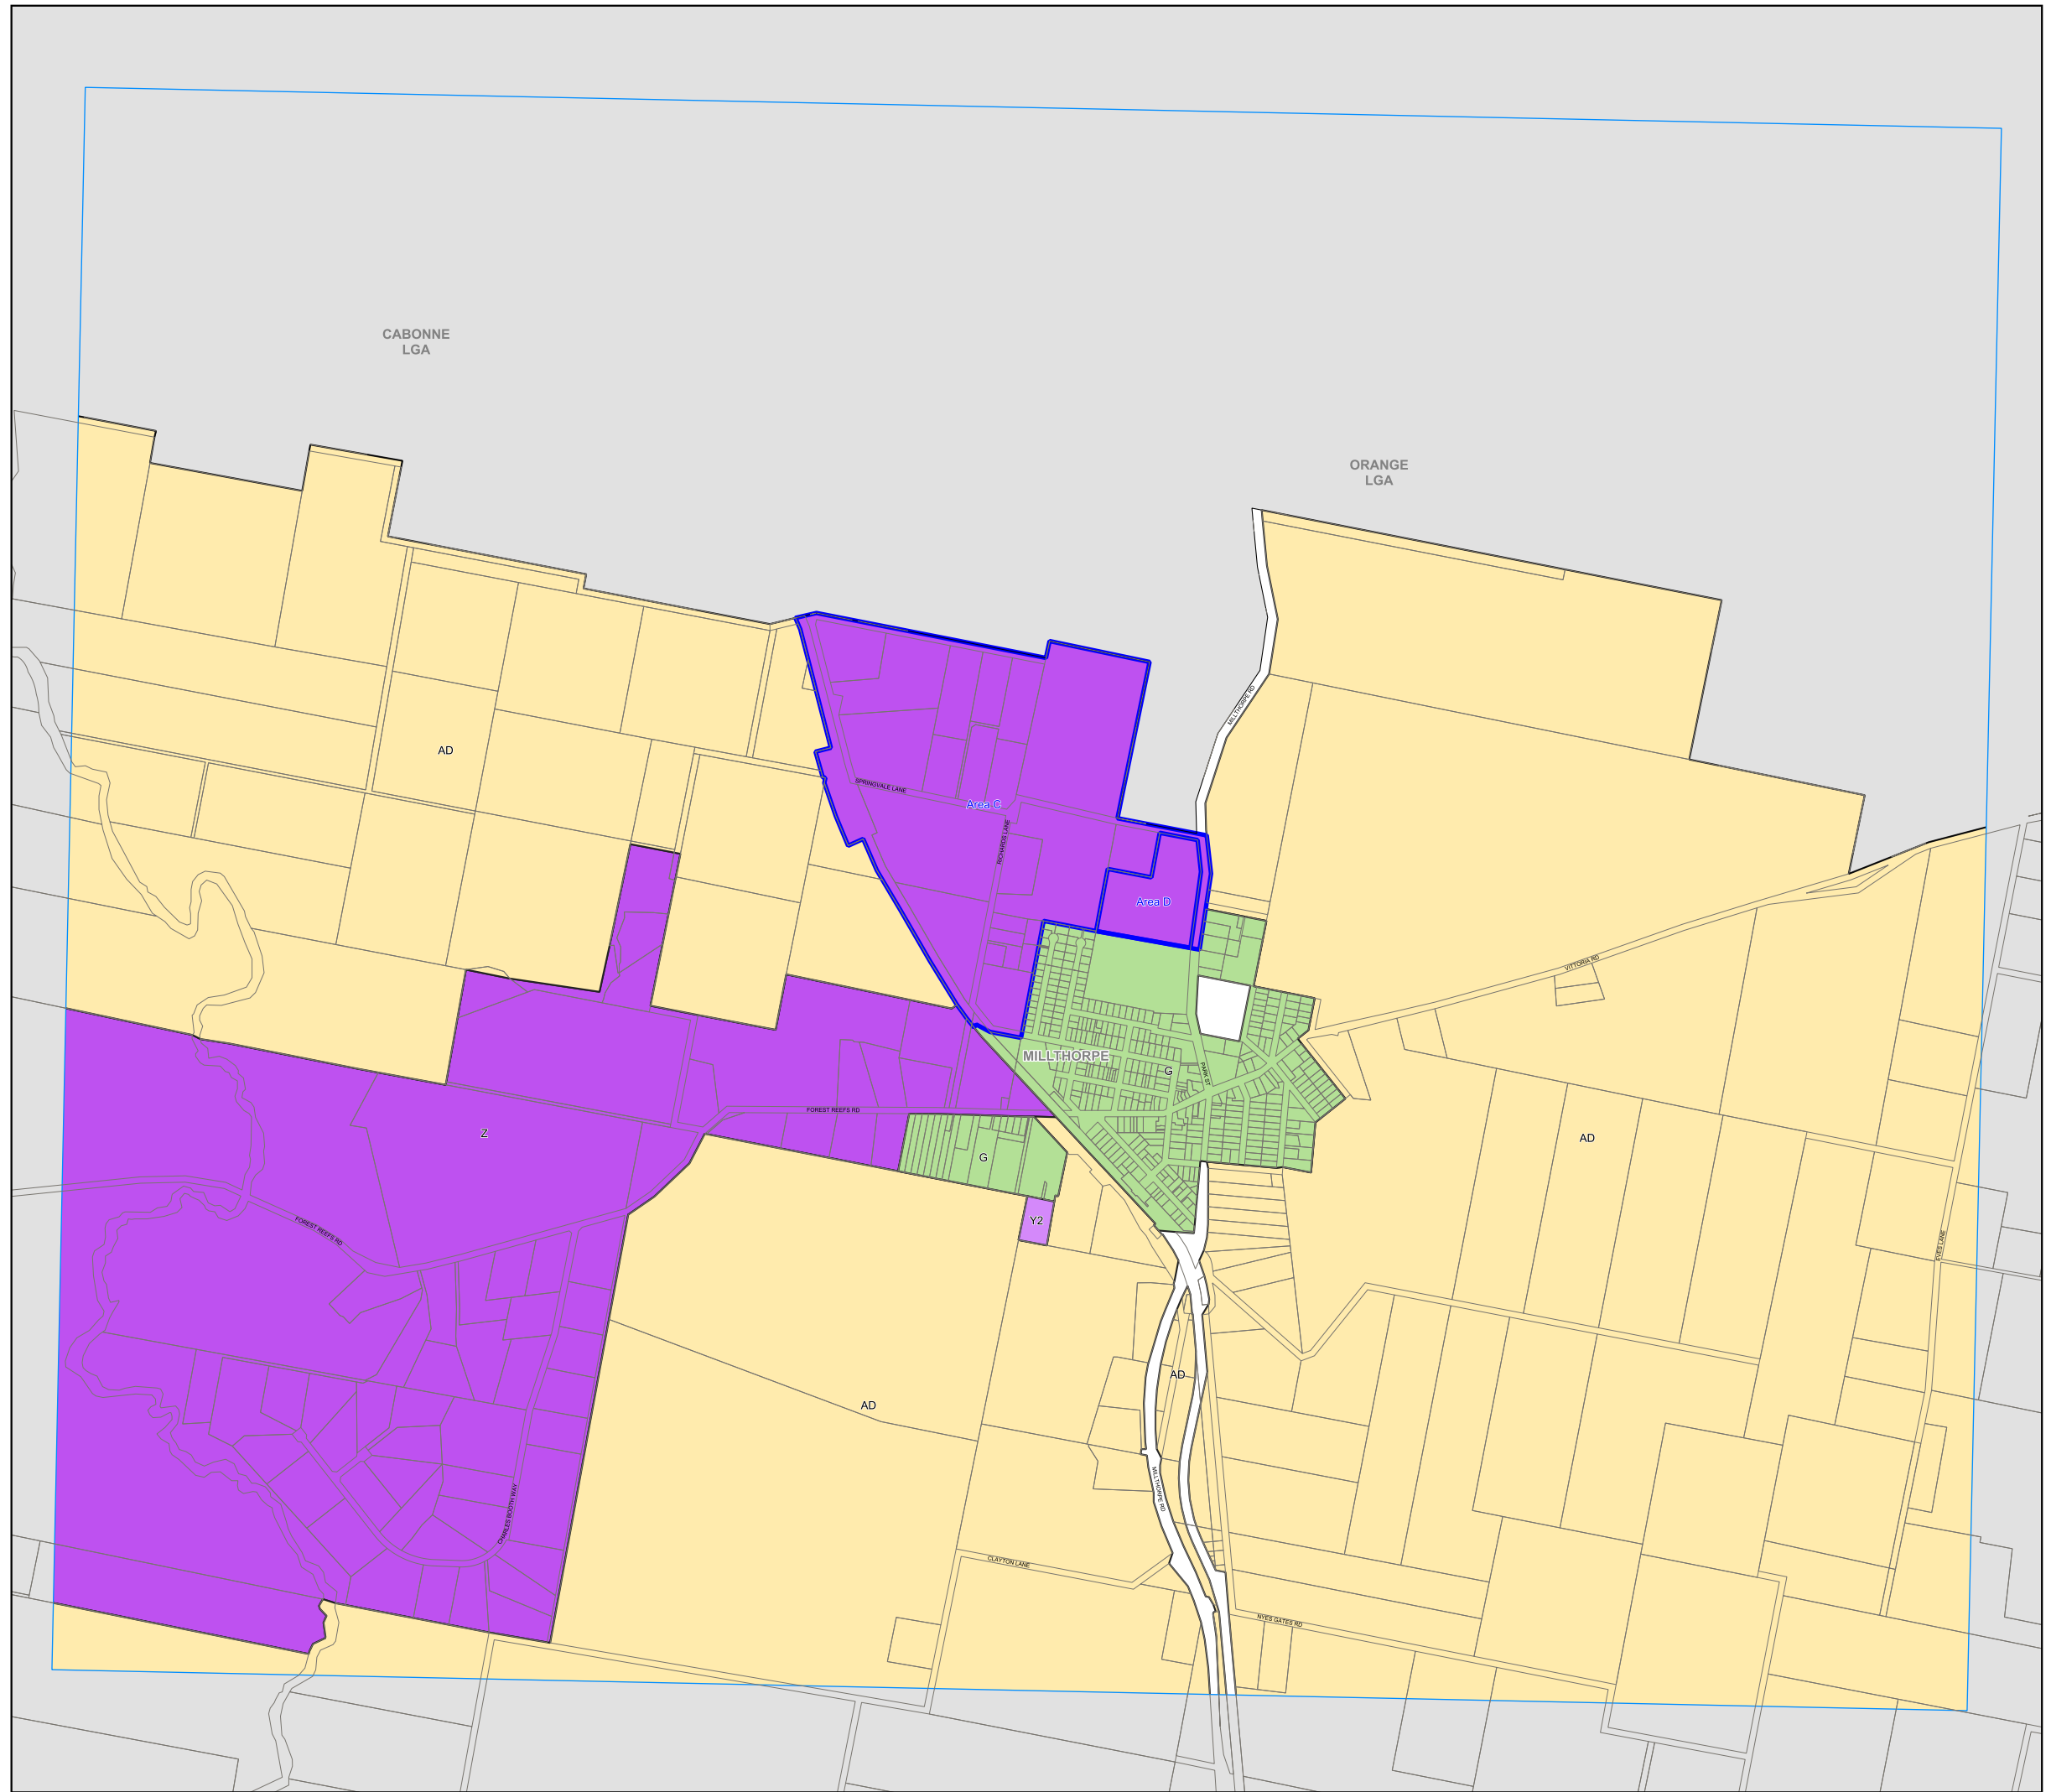 CABONNE
LGA
ORANGE
LGA
MILLTHORPE RD
AD
SPRINGVALE LANE
Area C
RICHARDS LANE
Area D
VITTORIA RD
MILLTHORPE
G
PARK ST
FOREST REEFS RD
Z
AD
G
Y2
FOREST REEFS RD
EVES LANE
AD
AD
MILLTHORPE RD
CHARLES BOOTH WAY
CLAYTON LANE
NYES GATES RD